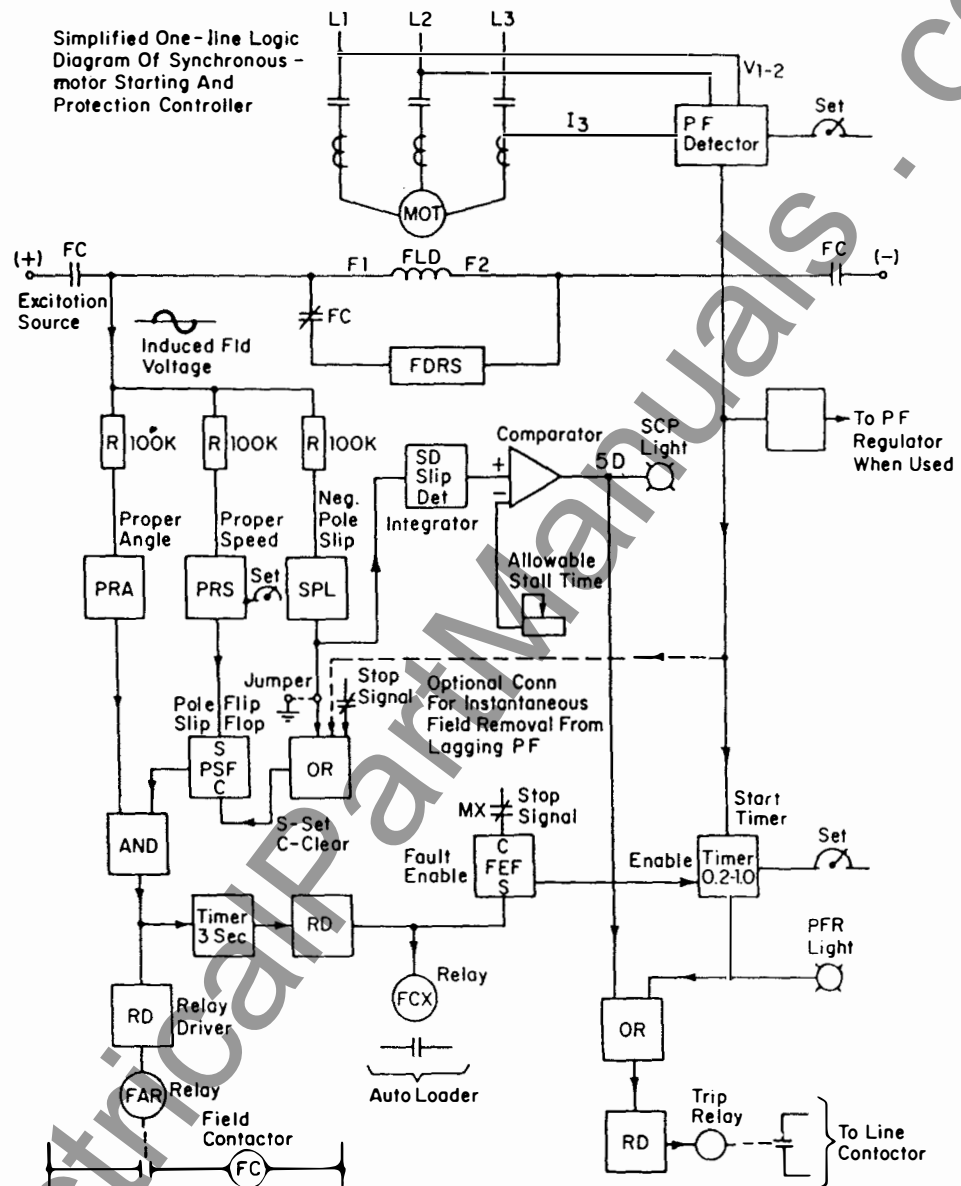 L1 L2 L3
Simplified One-line Logic
Diagram Of Synchronous -
motor Starting And
Protection Controller
V1-2
I3
PF
Detector
Set
(+)
FC
F1
FLD
F2
FC
(-)
MOT
Excitotion
Source
Induced Fld
Voltage
FC
FDRS
R 100K
R 100K
R 100K
SD
Slip
Det
Integrator
Comparator
+
−
5D
SCP
Light
To PF
Regulator
When Used
Proper
Angle
Proper
Speed
Neg.
Pole
Slip
Allowable
Stall Time
PRA
PRS
Set
SPL
Jumper
Stop
Signal
Optional Conn
For Instantaneous
Field Removal From
Lagging PF
Pole Flip
Slip Flop
S
PSF
C
OR
S-Set
C-Clear
AND
MX
Stop
Signal
Fault
Enable
C
FEF
S
Enable
Start
Timer
Timer
0.2-1.0
Set
Timer
3 Sec
RD
Relay
FCX
Auto Loader
PFR
Light
OR
RD
Relay
Driver
FAR
Relay
Field
Contactor
FC
RD
Trip
Relay
To Line
Contoctor
ctricalPartManuals . c